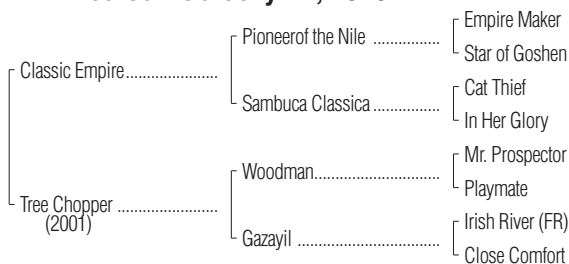 Pioneerof the Nile ................
Empire Maker
Star of Goshen
Classic Empire.....................
Sambuca Classica ................
Cat Thief
In Her Glory
Woodman.............................
Mr. Prospector
Playmate
Tree Chopper .......................
(2001)
Gazayil .................................
Irish River (FR)
Close Comfort